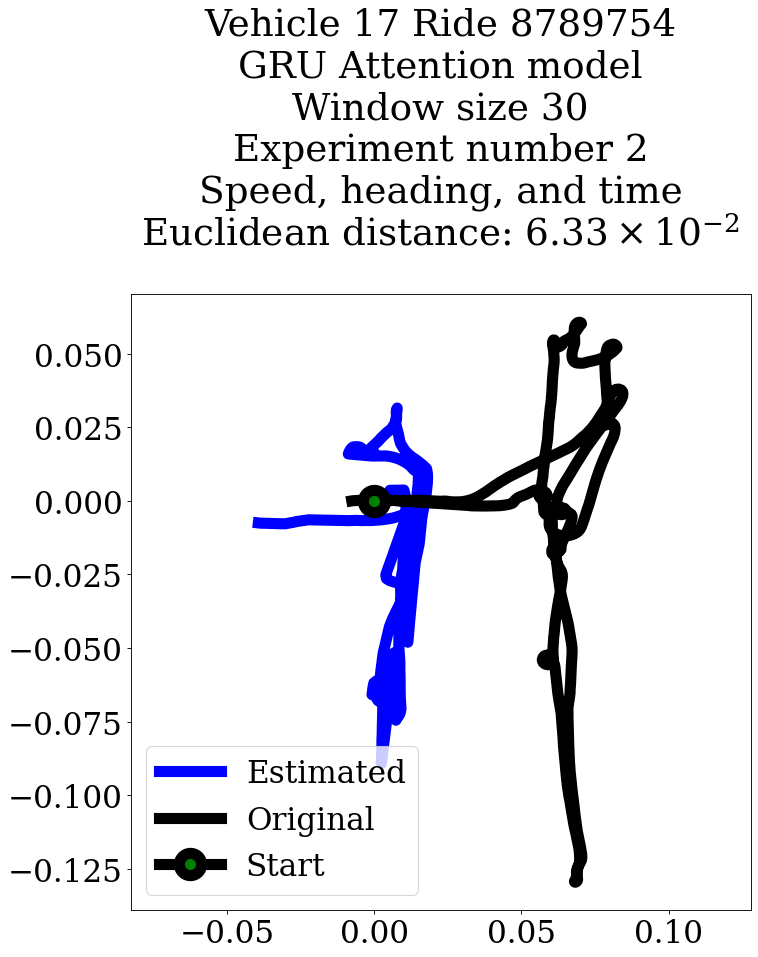 Vehicle 17 Ride 8789754
GRU Attention model
Window size 30
Experiment number 2
Speed, heading, and time
Euclidean distance: 6.33 × 10⁻²
0.050
0.025
0.000
−0.025
−0.050
−0.075
−0.100
−0.125
Estimated
Original
Start
−0.05 0.00 0.05 0.10